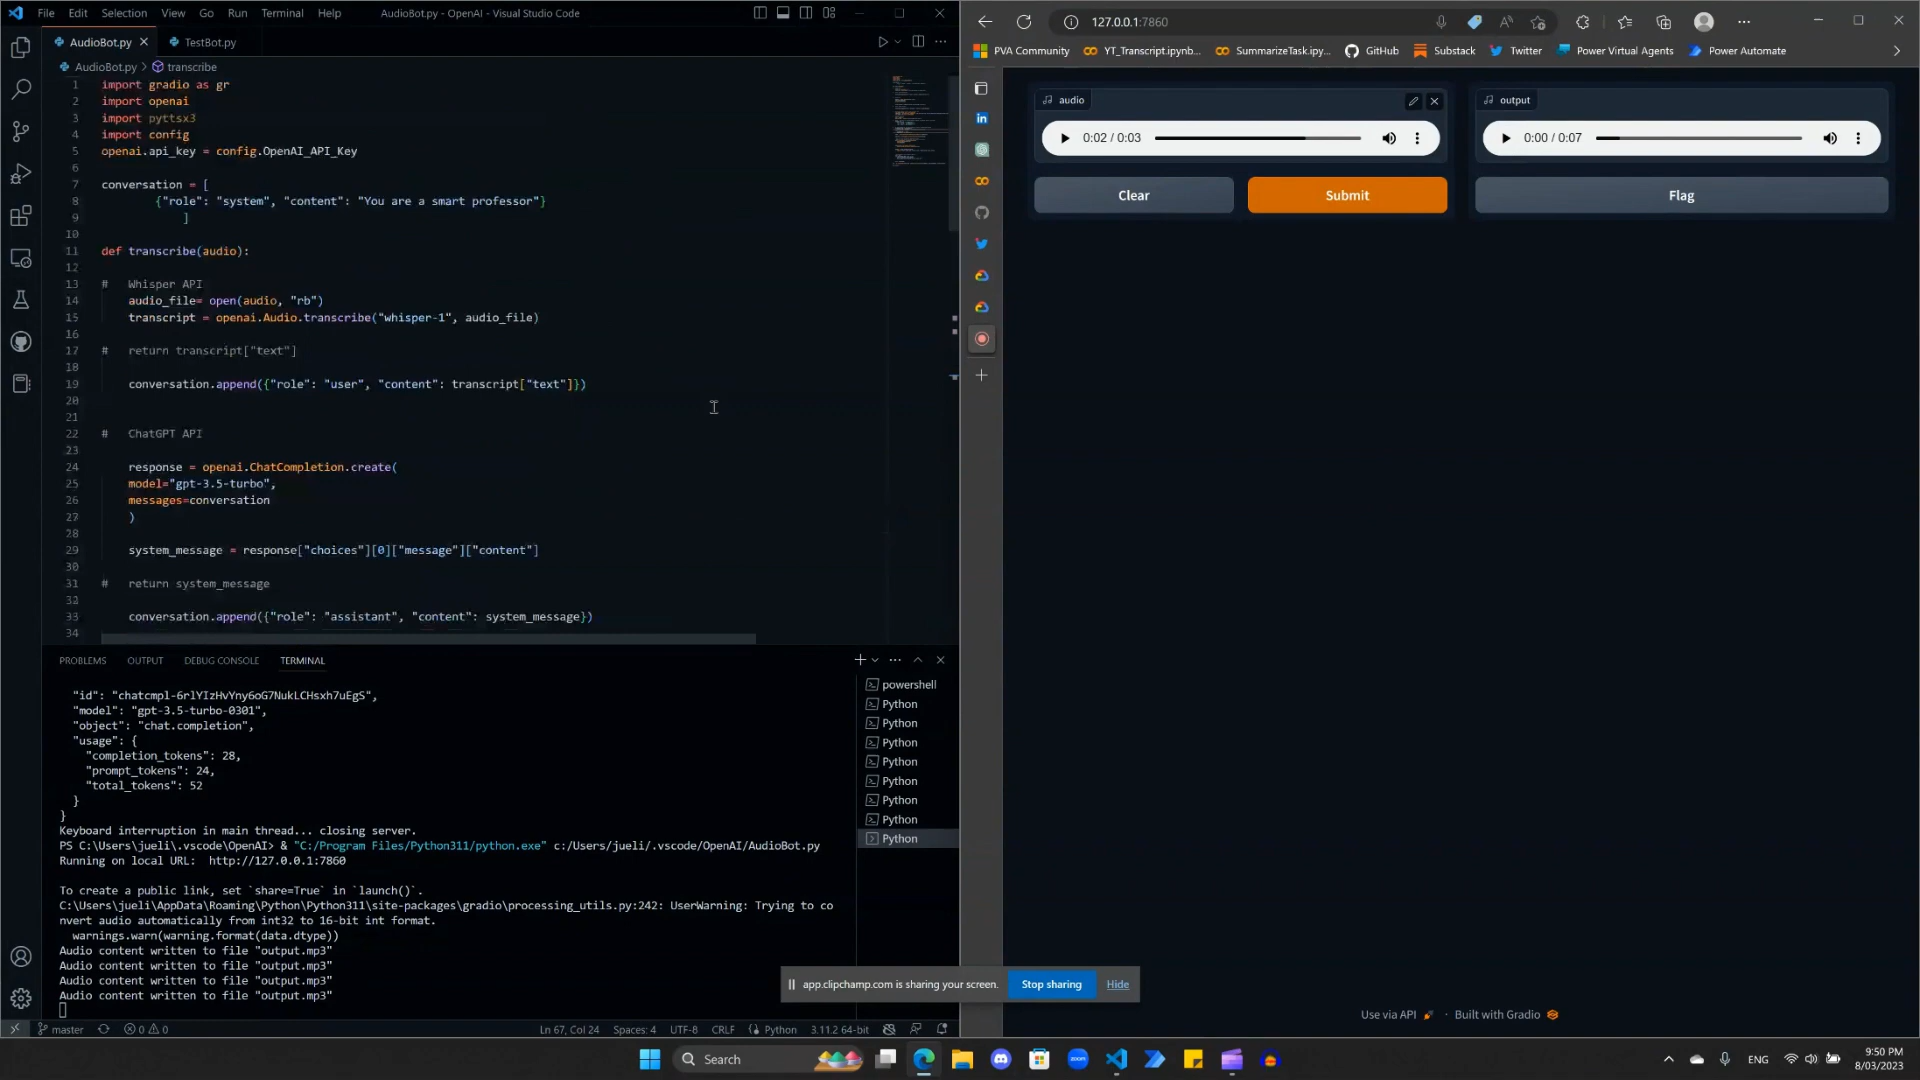 File Edit Selection View Go Run Terminal Help AudioBot.py - OpenAI - Visual Studio Code
AudioBot.py TestBot.py
AudioBot.py > transcribe
1 import gradio as gr
2 import openai
3 import pyttsx3
4 import config
5 openai.api_key = config.OpenAI_API_Key
6
7 conversation = [
8 {"role": "system", "content": "You are a smart professor"}
9 ]
10
11 def transcribe(audio):
12
13 # Whisper API
14 audio_file= open(audio, "rb")
15 transcript = openai.Audio.transcribe("whisper-1", audio_file)
16
17 # return transcript["text"]
18
19 conversation.append({"role": "user", "content": transcript["text"]})
20
21
22 # ChatGPT API
23
24 response = openai.ChatCompletion.create(
25 model="gpt-3.5-turbo",
26 messages=conversation
27 )
28
29 system_message = response["choices"][0]["message"]["content"]
30
31 # return system_message
32
33 conversation.append({"role": "assistant", "content": system_message})
34
PROBLEMS OUTPUT DEBUG CONSOLE TERMINAL
"id": "chatcmpl-6rlYIzHvYny6oG7NukLCHsxh7uEgS",
"model": "gpt-3.5-turbo-0301",
"object": "chat.completion",
"usage": {
"completion_tokens": 28,
"prompt_tokens": 24,
"total_tokens": 52
}
}
Keyboard interruption in main thread... closing server.
PS C:\Users\jueli\.vscode\OpenAI> & "C:/Program Files/Python311/python.exe" c:/Users/jueli/.vscode/OpenAI/AudioBot.py
Running on local URL: http://127.0.0.1:7860
To create a public link, set `share=True` in `launch()`.
C:\Users\jueli\AppData\Roaming\Python\Python311\site-packages\gradio\processing_utils.py:242: UserWarning: Trying to co
nvert audio automatically from int32 to 16-bit int format.
warnings.warn(warning.format(data.dtype))
Audio content written to file "output.mp3"
Audio content written to file "output.mp3"
Audio content written to file "output.mp3"
Audio content written to file "output.mp3"
powershell
Python
Python
Python
Python
Python
Python
Python
Python
master 0 0 Ln 67, Col 24 Spaces: 4 UTF-8 CRLF Python 3.11.2 64-bit
127.0.0.1:7860
PVA Community YT_Transcript.ipynb... SummarizeTask.ipy... GitHub Substack Twitter Power Virtual Agents Power Automate
audio
0:02 / 0:03
Clear Submit
output
0:00 / 0:07
Flag
Use via API · Built with Gradio
app.clipchamp.com is sharing your screen. Stop sharing Hide
Search
zoom
ENG
9:50 PM
8/03/2023